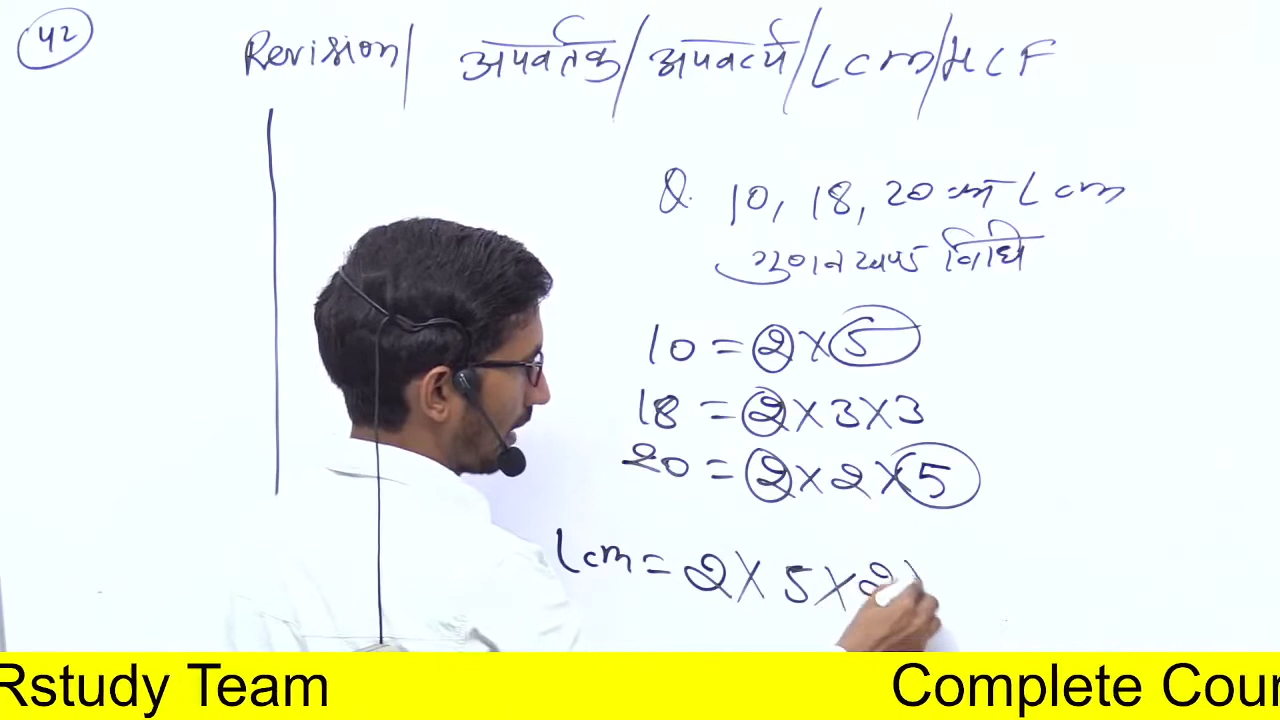 42
Revision / अपवर्तक / अपवर्त्य / Lcm / HCF
Q. 10, 18, 20 का Lcm
गुणनखण्ड विधि
10 = 2 × 5
18 = 2 × 3 × 3
20 = 2 × 2 × 5
Lcm = 2 × 5 × 2
Rstudy Team Complete Cour